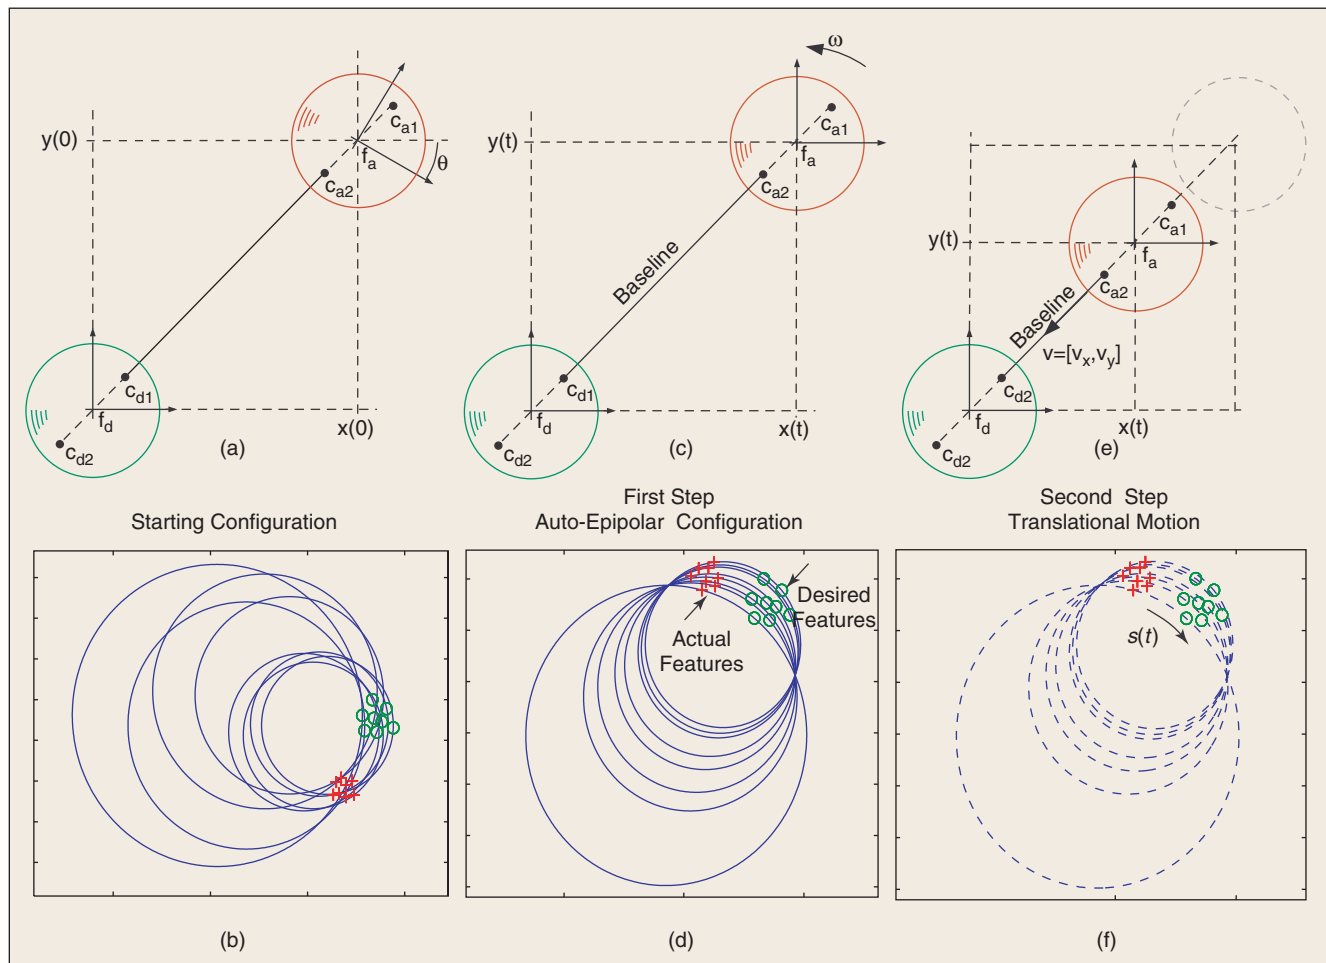 y(0)
θ
c_a1
f_a
c_a2
c_d1
f_d
c_d2
x(0)
(a)
ω
y(t)
c_a1
f_a
c_a2
Baseline
c_d1
f_d
c_d2
x(t)
(c)
y(t)
c_a1
f_a
c_a2
Baseline
v=[v_x,v_y]
c_d2
f_d
c_d2
x(t)
(e)
Starting Configuration
First Step
Auto-Epipolar Configuration
Second Step
Translational Motion
Desired
Features
Actual
Features
s(t)
(b)
(d)
(f)